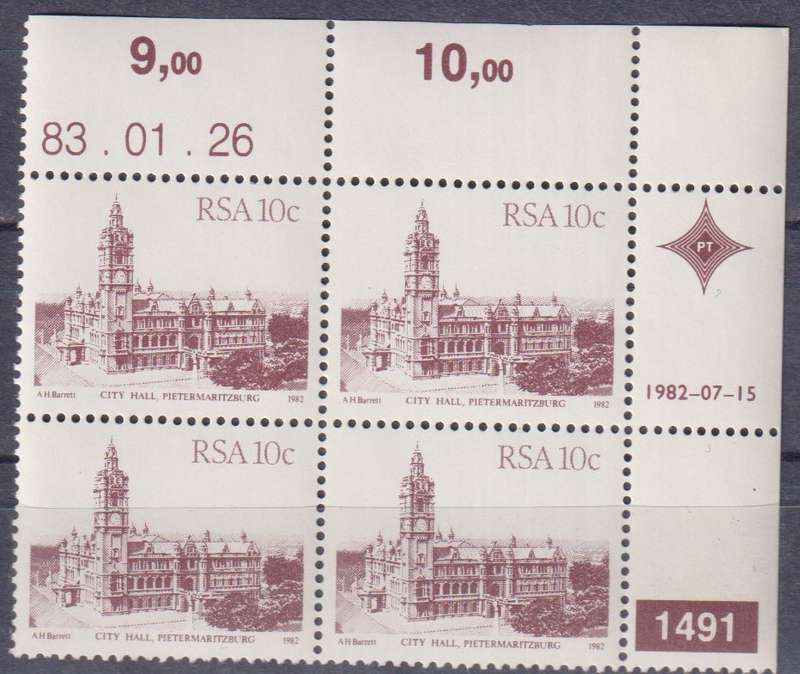 9,00
10,00
83 . 01 . 26
RSA 10c
RSA 10c
PT
A H Barrett
CITY HALL, PIETERMARITZBURG
1982
A H Barrett
CITY HALL, PIETERMARITZBURG
1982
1982–07–15
RSA 10c
RSA 10c
A H Barrett
CITY HALL, PIETERMARITZBURG
1982
A H Barrett
CITY HALL, PIETERMARITZBURG
1982
1491